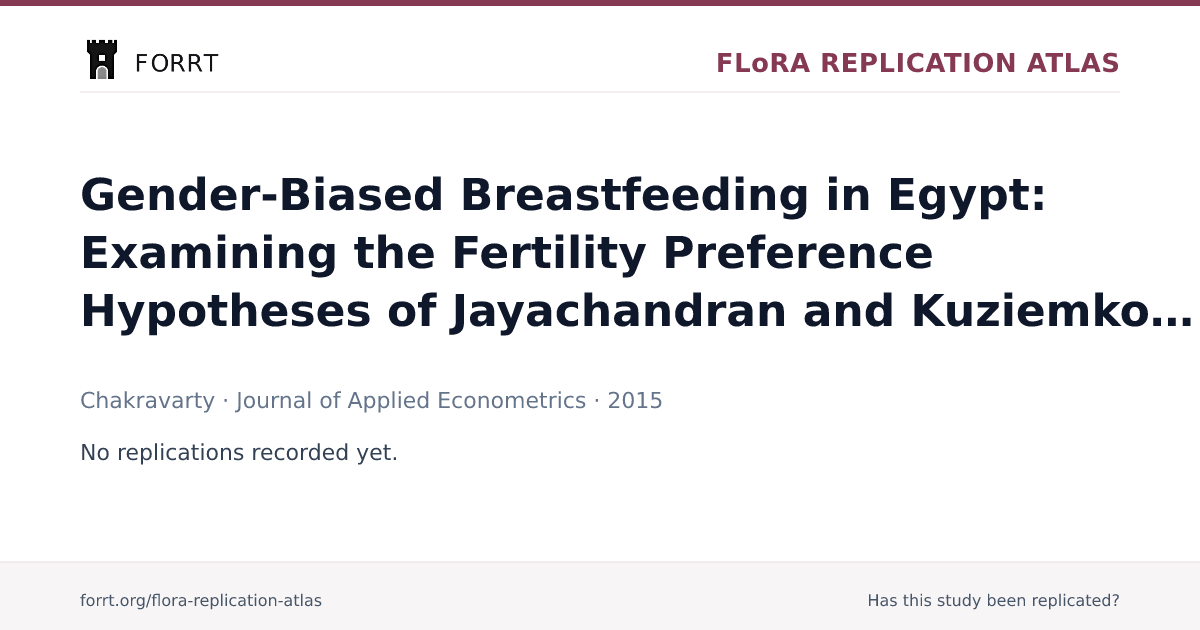 FORRT
FLoRA REPLICATION ATLAS
Gender-Biased Breastfeeding in Egypt:
Examining the Fertility Preference
Hypotheses of Jayachandran and Kuziemko…
Chakravarty · Journal of Applied Econometrics · 2015
No replications recorded yet.
forrt.org/flora-replication-atlas
Has this study been replicated?